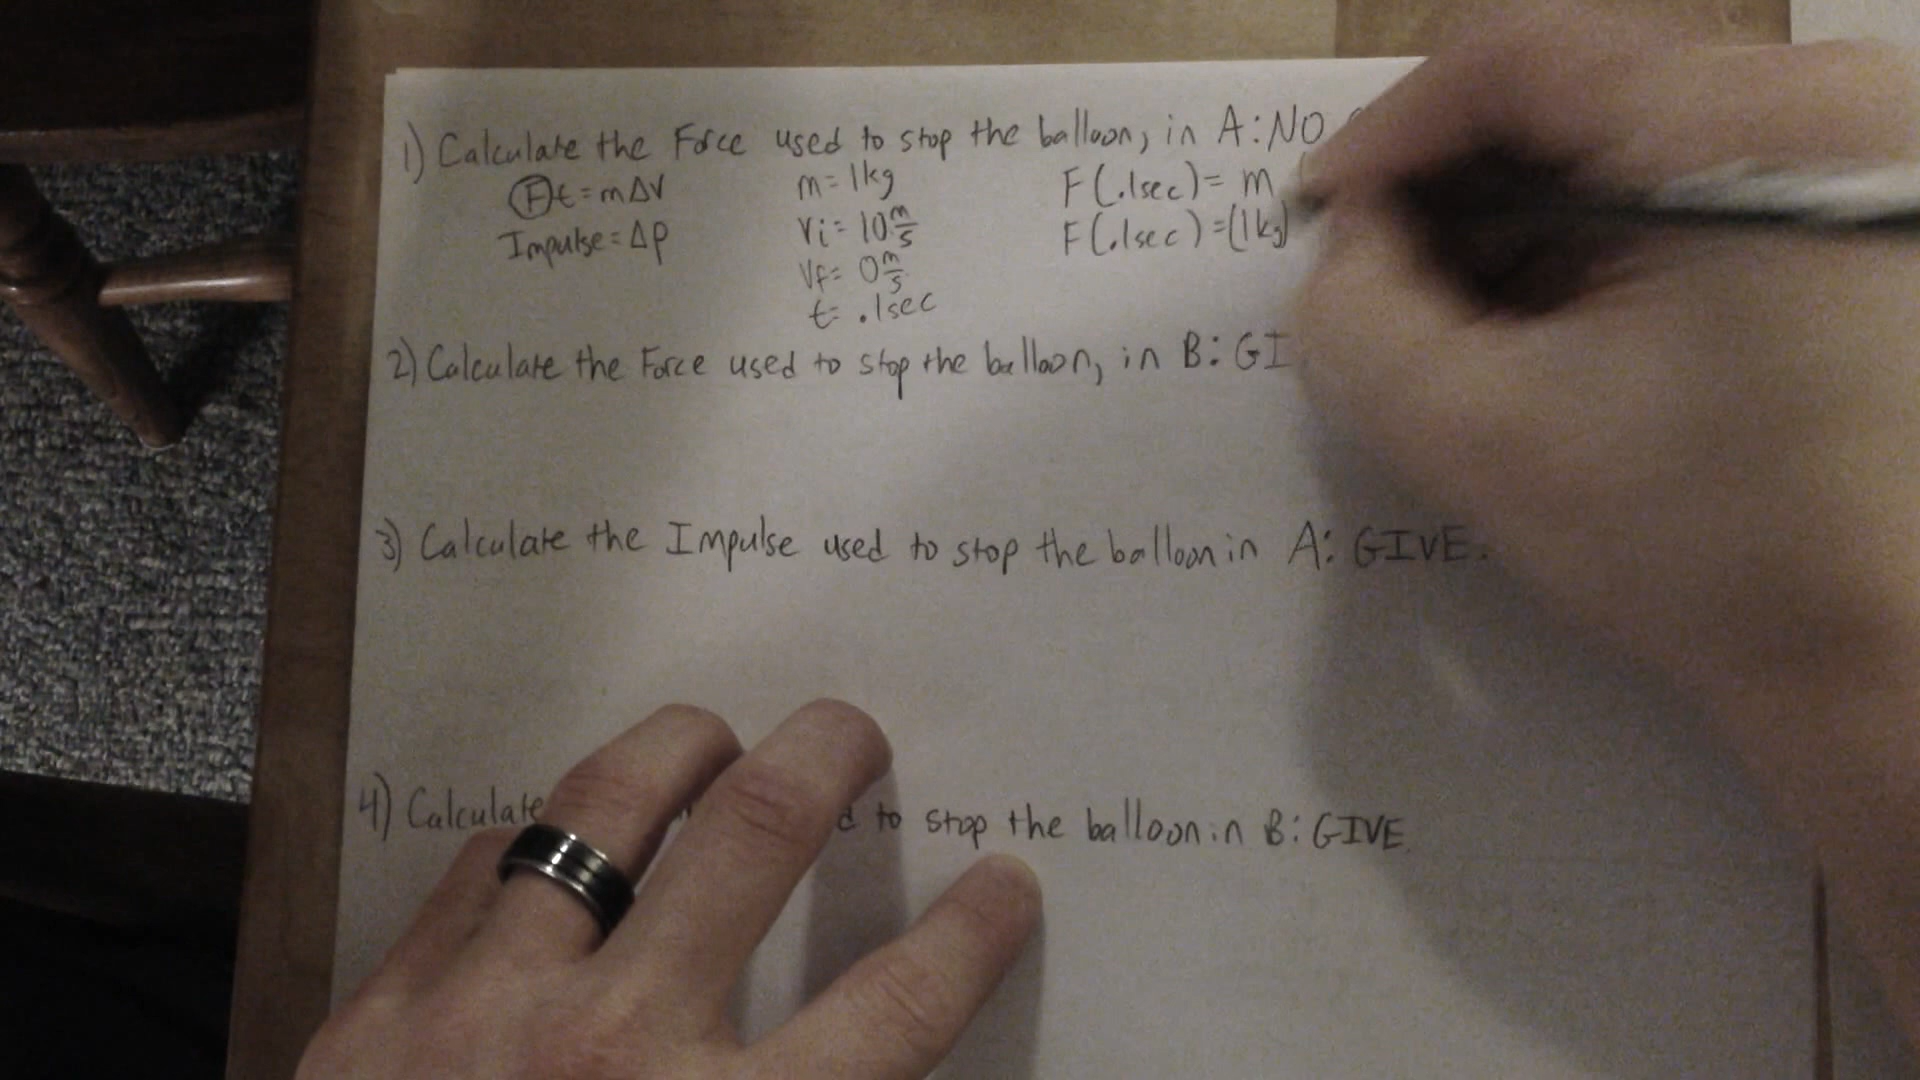 1) Calculate the Force used to stop the balloon, in A: NO
Ft = mΔV
Impulse = Δp
m = 1kg
Vi = 10 m/s
Vf = 0 m/s
t = .1sec
F(.1sec) = m
F(.1sec) = (1kg)
2) Calculate the Force used to stop the balloon, in B: GI
3) Calculate the Impulse used to stop the balloon in A: GIVE.
4) Calculate to stop the balloon in B: GIVE.